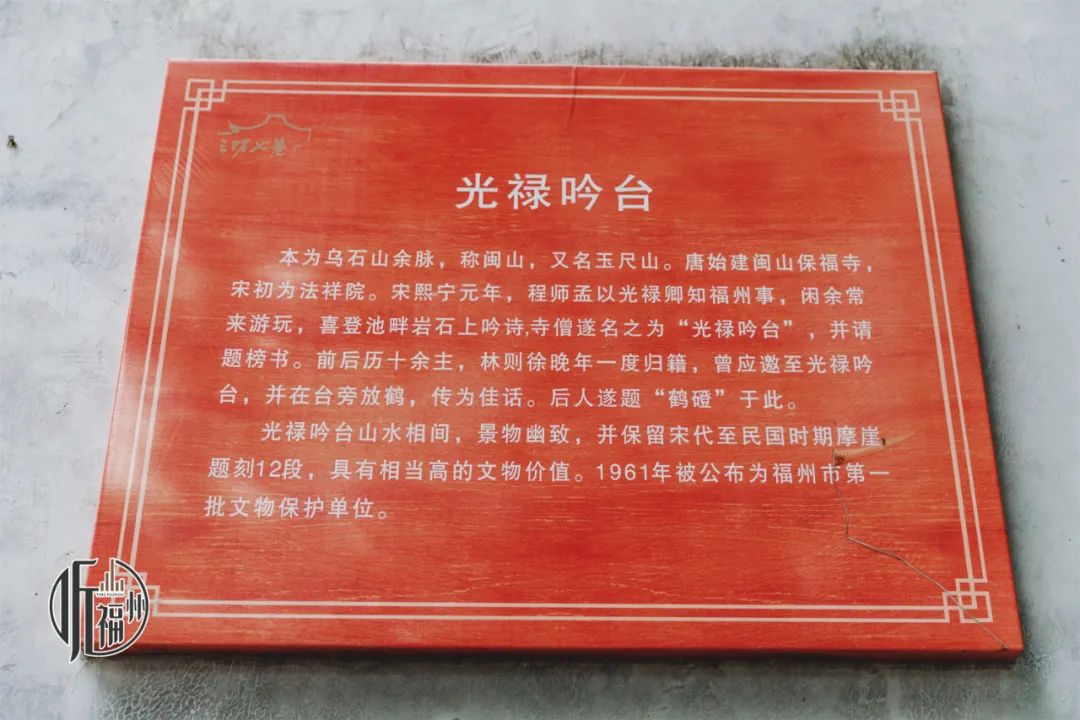 三坊七巷
光禄吟台
本为乌石山余脉，称闽山，又名玉尺山。唐始建闽山保福寺，
宋初为法祥院。宋熙宁元年，程师孟以光禄卿知福州事，闲余常
来游玩，喜登池畔岩石上吟诗,寺僧遂名之为“光禄吟台”，并请
题榜书。前后历十余主，林则徐晚年一度归籍，曾应邀至光禄吟
台，并在台旁放鹤，传为佳话。后人遂题“鹤磴”于此。
光禄吟台山水相间，景物幽致，并保留宋代至民国时期摩崖
题刻12段，具有相当高的文物价值。1961年被公布为福州市第一
批文物保护单位。
听福州